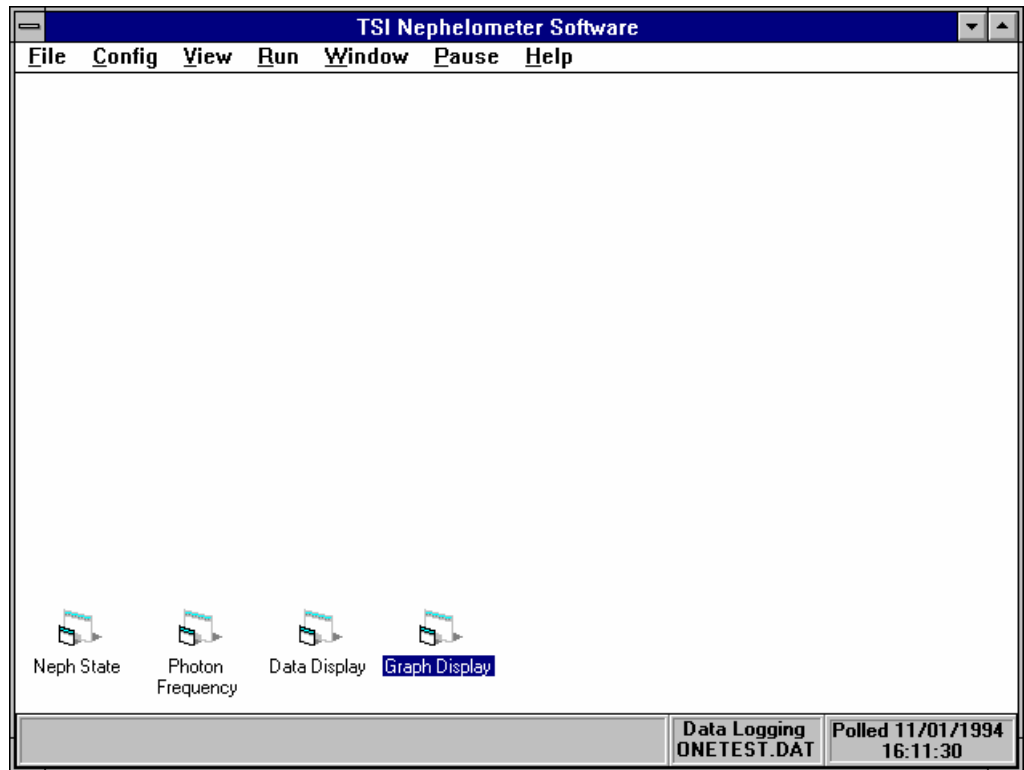 TSI Nephelometer Software
File Config View Run Window Pause Help
Neph State
Photon
Frequency
Data Display
Graph Display
Data Logging
ONETEST.DAT
Polled 11/01/1994
16:11:30